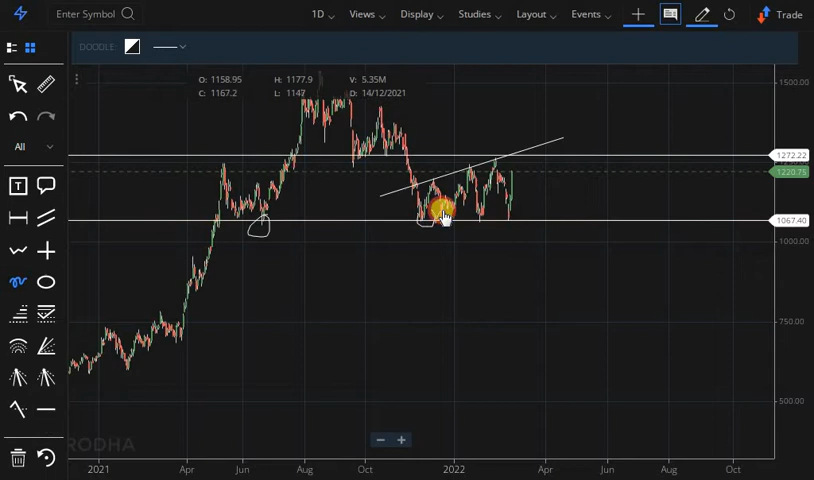 Enter Symbol
1D
Views
Display
Studies
Layout
Events
Trade
DOODLE
O: 1158.95
H: 1177.9
V: 5.35M
C: 1167.2
L: 1147
D: 14/12/2021
All
T
1500.00
1272.22
1220.75
1067.40
1000.00
750.00
500.00
RODHA
2021
Apr
Jun
Aug
Oct
2022
Apr
Jun
Aug
Oct